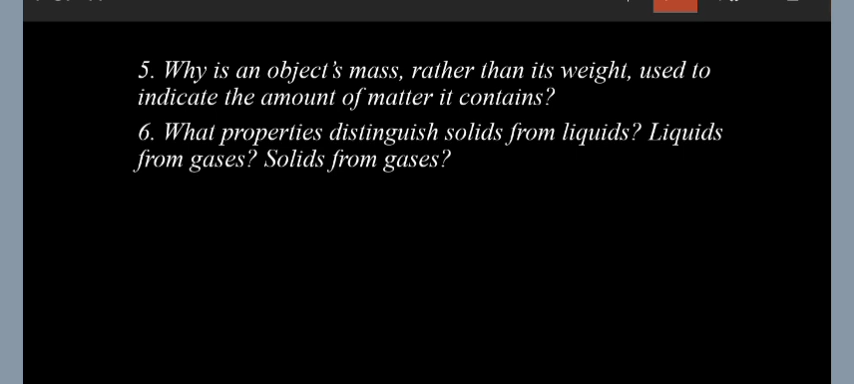 5. Why is an object's mass, rather than its weight, used to
indicate the amount of matter it contains?
6. What properties distinguish solids from liquids? Liquids
from gases? Solids from gases?